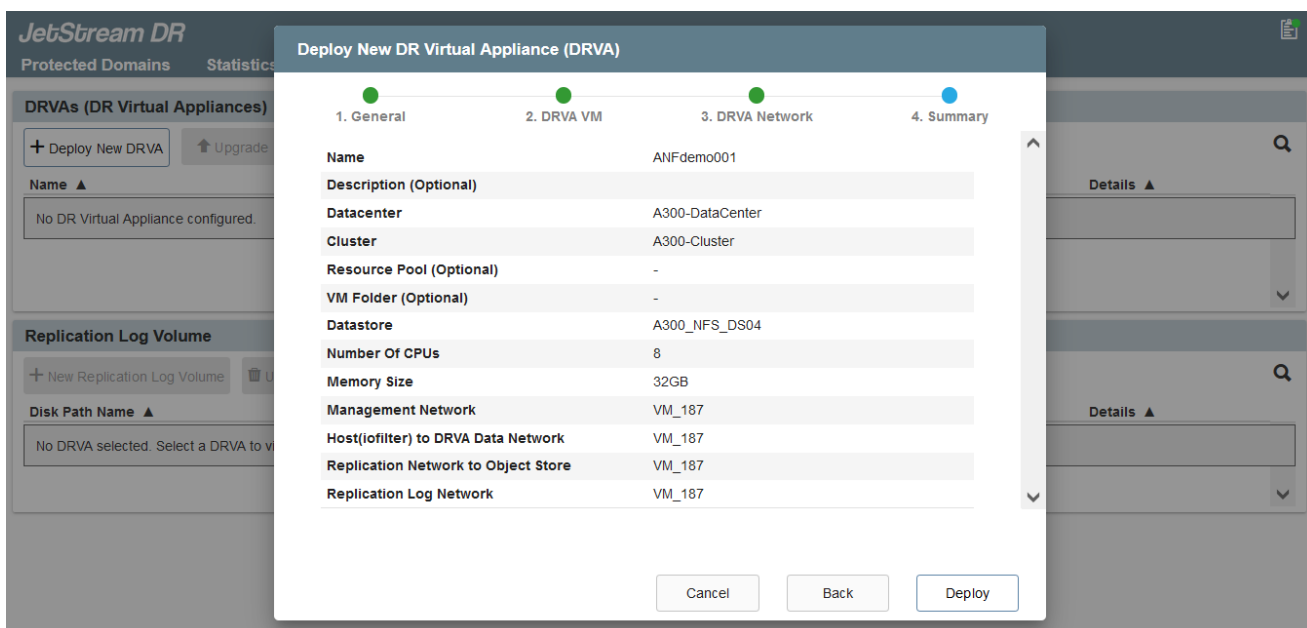 JetStream DR
Protected Domains Statistics
Deploy New DR Virtual Appliance (DRVA)
1. General 2. DRVA VM 3. DRVA Network 4. Summary
DRVAs (DR Virtual Appliances)
+ Deploy New DRVA Upgrade
Name ▲ Details ▲
No DR Virtual Appliance configured.
Name ANFdemo001
Description (Optional)
Datacenter A300-DataCenter
Cluster A300-Cluster
Resource Pool (Optional) -
VM Folder (Optional) -
Datastore A300_NFS_DS04
Number Of CPUs 8
Memory Size 32GB
Management Network VM_187
Host(iofilter) to DRVA Data Network VM_187
Replication Network to Object Store VM_187
Replication Log Network VM_187
Cancel Back Deploy
Replication Log Volume
+ New Replication Log Volume U
Disk Path Name ▲ Details ▲
No DRVA selected. Select a DRVA to vi